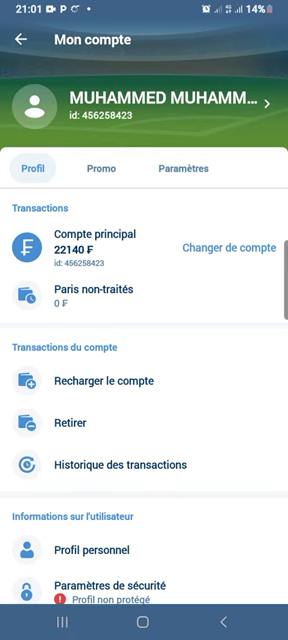 21:01 14%
Mon compte
MUHAMMED MUHAMM...
id: 456258423
Profil Promo Paramètres
Transactions
Compte principal
22140 ₣
id: 456258423
Changer de compte
Paris non-traités
0 ₣
Transactions du compte
Recharger le compte
Retirer
Historique des transactions
Informations sur l'utilisateur
Profil personnel
Paramètres de sécurité
Profil non protégé